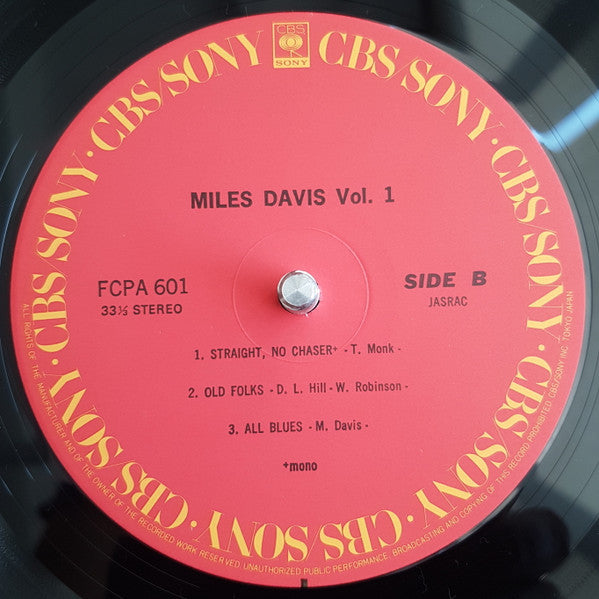 CBS
SONY
CBS/SONY · CBS/SONY · CBS/SONY · CBS/SONY · CBS/SONY · CBS/SONY · CBS/SONY · CBS/SONY
MILES DAVIS Vol. 1
FCPA 601
33⅓ STEREO
SIDE B
JASRAC
1. STRAIGHT, NO CHASER+ - T. Monk -
2. OLD FOLKS - D. L. Hill - W. Robinson -
3. ALL BLUES - M. Davis -
+mono
ALL RIGHTS OF THE MANUFACTURER AND OF THE OWNER OF THE RECORDED WORK RESERVED. UNAUTHORIZED PUBLIC PERFORMANCE, BROADCASTING AND COPYING OF THIS RECORD PROHIBITED. CBS/SONY INC. TOKYO JAPAN